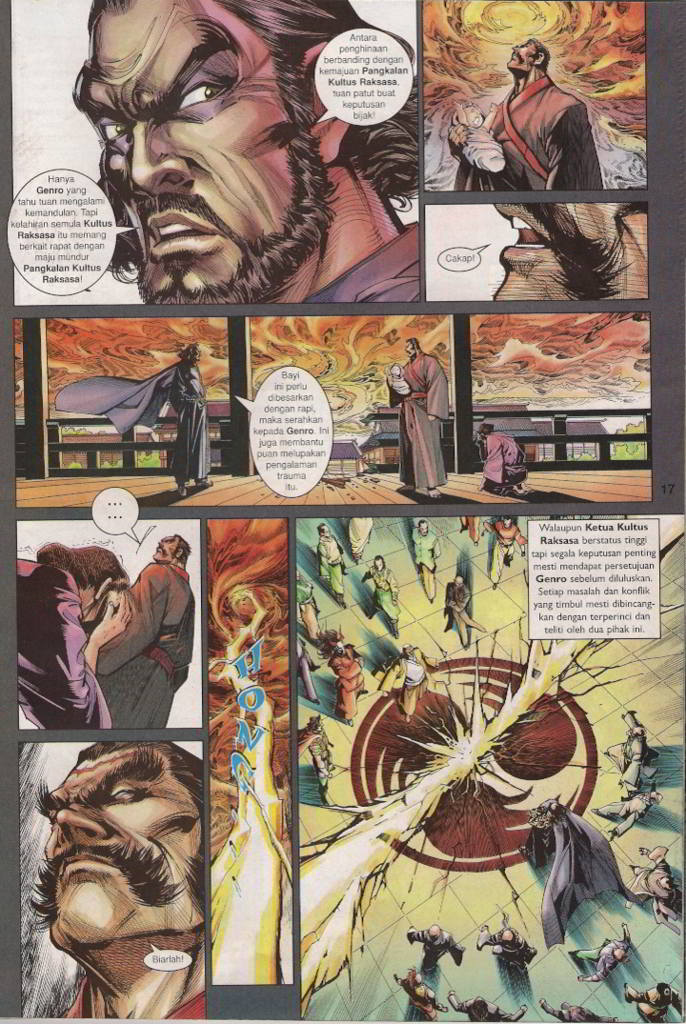 Antara
penghinaan
berbanding dengan
kemajuan Pangkalan
Kultus Raksasa,
tuan patut buat
keputusan
bijak!
Hanya
Genro yang
tahu tuan mengalami
kemandulan. Tapi
kelahiran semula Kultus
Raksasa itu memang
berkait rapat dengan
maju mundur
Pangkalan Kultus
Raksasa!
Cakap!
Bayi
ini perlu
dibesarkan
dengan rapi,
maka serahkan
kepada Genro. Ini
juga membantu
puan melupakan
pengalaman
trauma
itu.
17
...
...
HONG
Walaupun Ketua Kultus
Raksasa berstatus tinggi
tapi segala keputusan penting
mesti mendapat persetujuan
Genro sebelum diluluskan.
Setiap masalah dan konflik
yang timbul mesti dibincang-
kan dengan terperinci dan
teliti oleh dua pihak ini.
Biarlah!